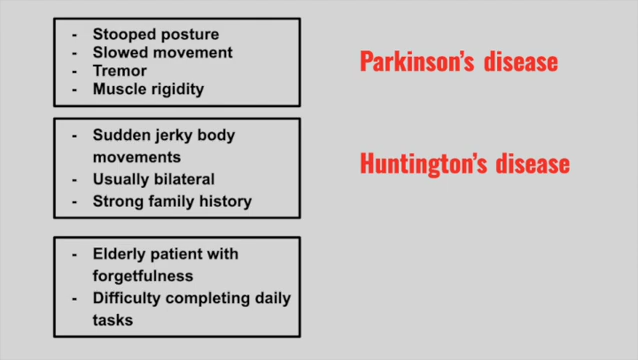 - Stooped posture
- Slowed movement
- Tremor
- Muscle rigidity
Parkinson's disease
- Sudden jerky body
movements
- Usually bilateral
- Strong family history
Huntington's disease
- Elderly patient with
forgetfulness
- Difficulty completing daily
tasks